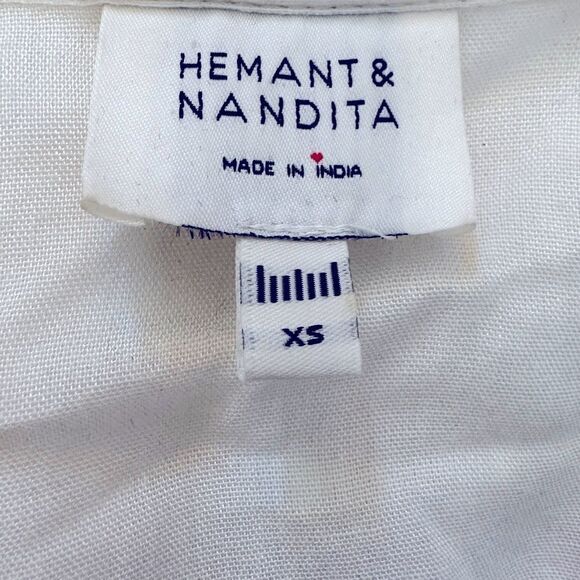 HEMANT &
NANDITA
MADE IN INDIA
XS